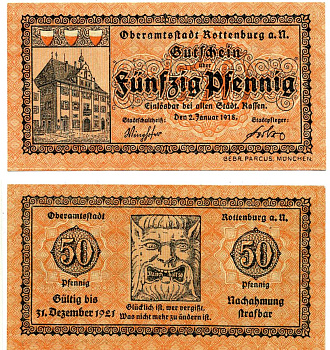 Oberamtsstadt Rottenburg a.N.
Gutschein
über
Fünfzig Pfennig
Einlösbar bei allen Städt. Kassen.
Stadtschulth:
Den 2. Januar 1918.
Stadtpfleger:
GEBR. PARCUS, MÜNCHEN.
Oberamtsstadt
Rottenburg a.N.
50
50
Pfennig
Pfennig
Gültig bis
31. Dezember 1921
Nachahmung
strafbar
Glücklich ist, wer vergißt,
Was nicht mehr zu ändern ist.